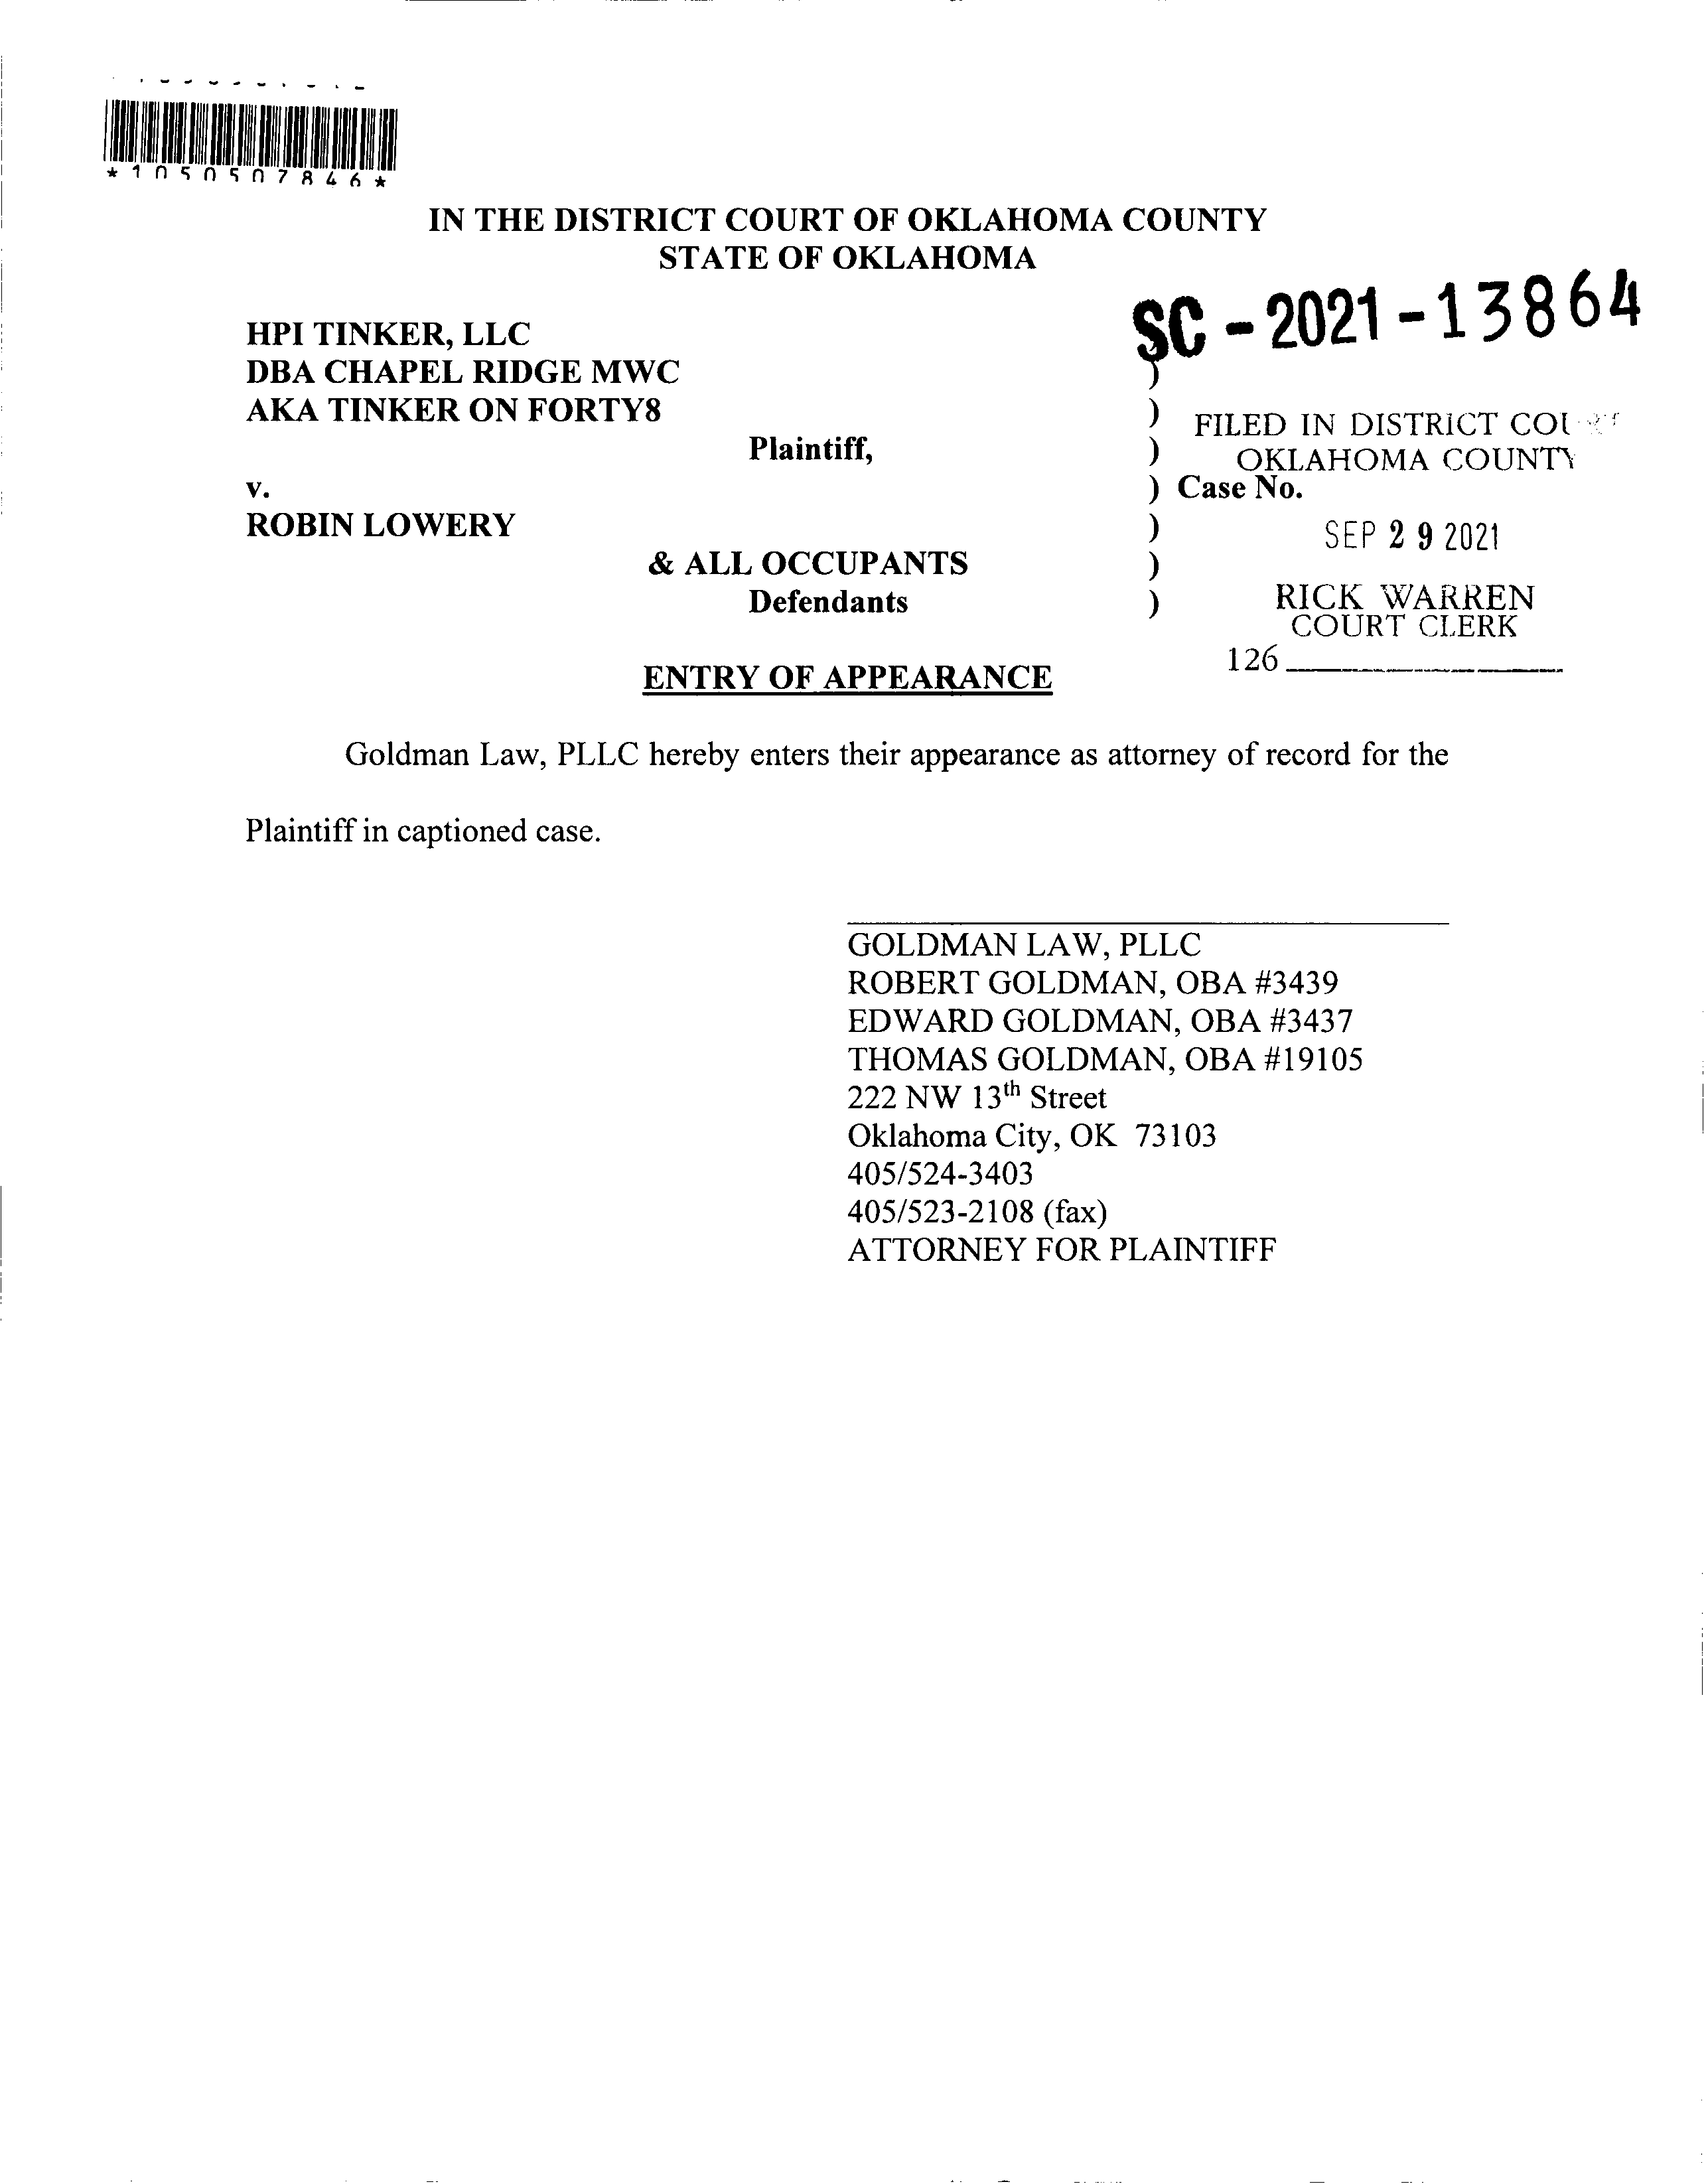 *1050507846*
IN THE DISTRICT COURT OF OKLAHOMA COUNTY
STATE OF OKLAHOMA
SC-2021-13864
HPI TINKER, LLC
DBA CHAPEL RIDGE MWC )
AKA TINKER ON FORTY8 )
FILED IN DISTRICT
OKLAHOMA COUNTY
Plaintiff, )
v. ) Case No.
ROBIN LOWERY )
SEP 29 2021
& ALL OCCUPANTS )
Defendants )
RICK WARREN
COURT CLERK
126
ENTRY OF APPEARANCE
Goldman Law, PLLC hereby enters their appearance as attorney of record for the
Plaintiff in captioned case.
GOLDMAN LAW, PLLC
ROBERT GOLDMAN, OBA #3439
EDWARD GOLDMAN, OBA #3437
THOMAS GOLDMAN, OBA #19105
222 NW 13th Street
Oklahoma City, OK 73103
405/524-3403
405/523-2108 (fax)
ATTORNEY FOR PLAINTIFF